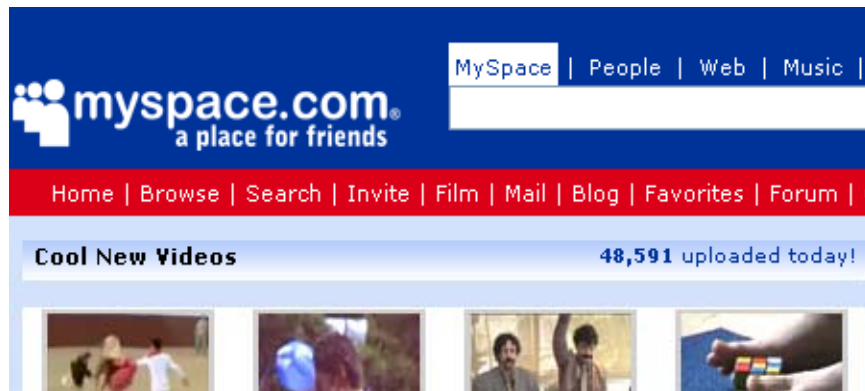 MySpace | People | Web | Music |
myspace.com®
a place for friends
Home | Browse | Search | Invite | Film | Mail | Blog | Favorites | Forum |
Cool New Videos
48,591 uploaded today!